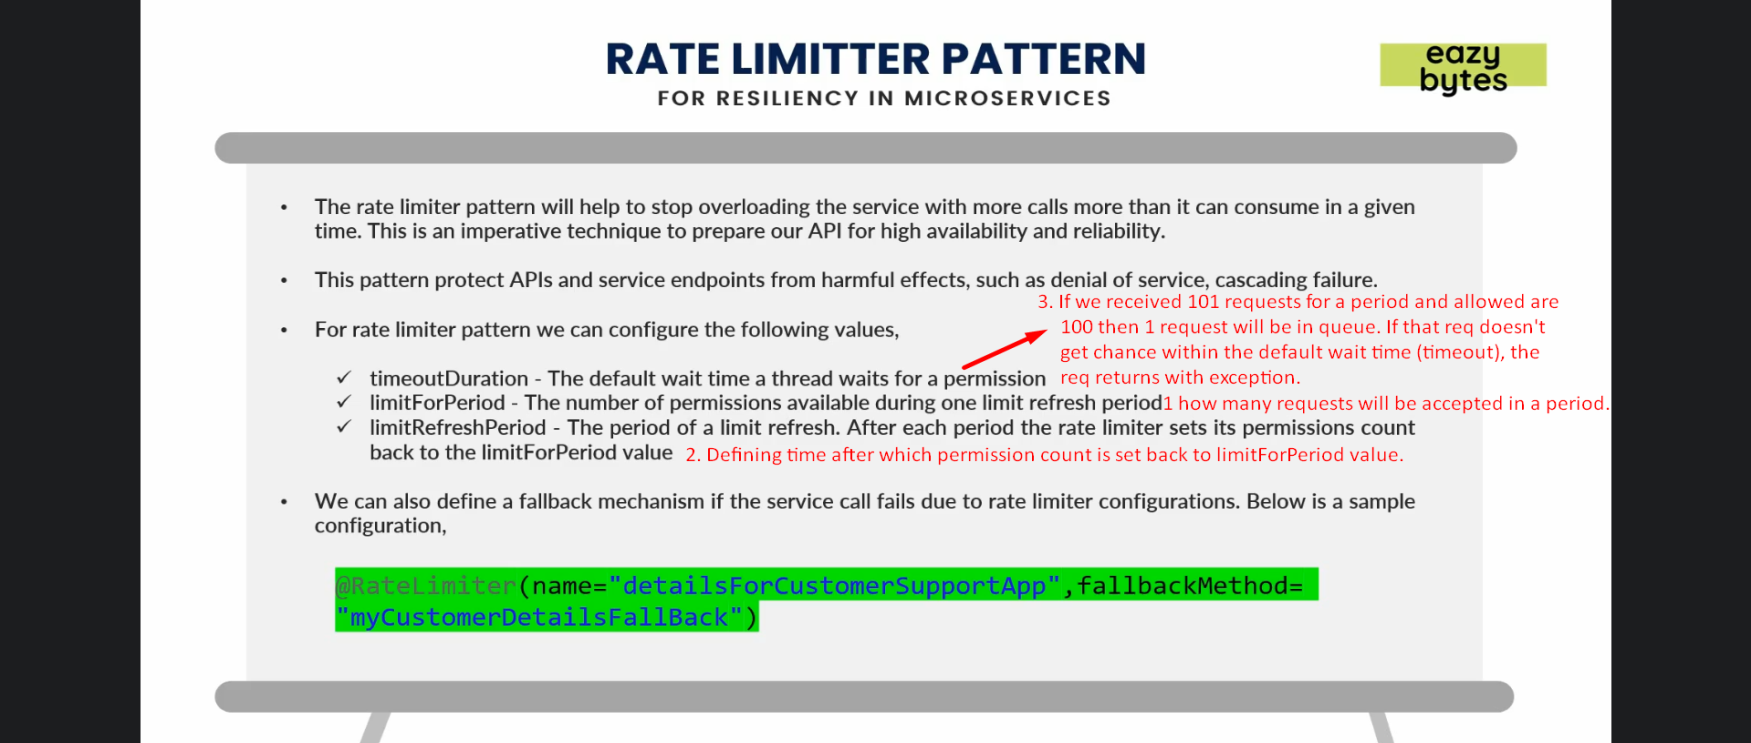 RATE LIMITTER PATTERN
eazy
bytes
FOR RESILIENCY IN MICROSERVICES
• The rate limiter pattern will help to stop overloading the service with more calls more than it can consume in a given
time. This is an imperative technique to prepare our API for high availability and reliability.
• This pattern protect APIs and service endpoints from harmful effects, such as denial of service, cascading failure.
• For rate limiter pattern we can configure the following values,
3. If we received 101 requests for a period and allowed are
100 then 1 request will be in queue. If that req doesn't
get chance within the default wait time (timeout), the
req returns with exception.
✓ timeoutDuration - The default wait time a thread waits for a permission
✓ limitForPeriod - The number of permissions available during one limit refresh period
1 how many requests will be accepted in a period.
✓ limitRefreshPeriod - The period of a limit refresh. After each period the rate limiter sets its permissions count
back to the limitForPeriod value
2. Defining time after which permission count is set back to limitForPeriod value.
• We can also define a fallback mechanism if the service call fails due to rate limiter configurations. Below is a sample
configuration,
@RateLimiter(name="detailsForCustomerSupportApp",fallbackMethod=
"myCustomerDetailsFallBack")